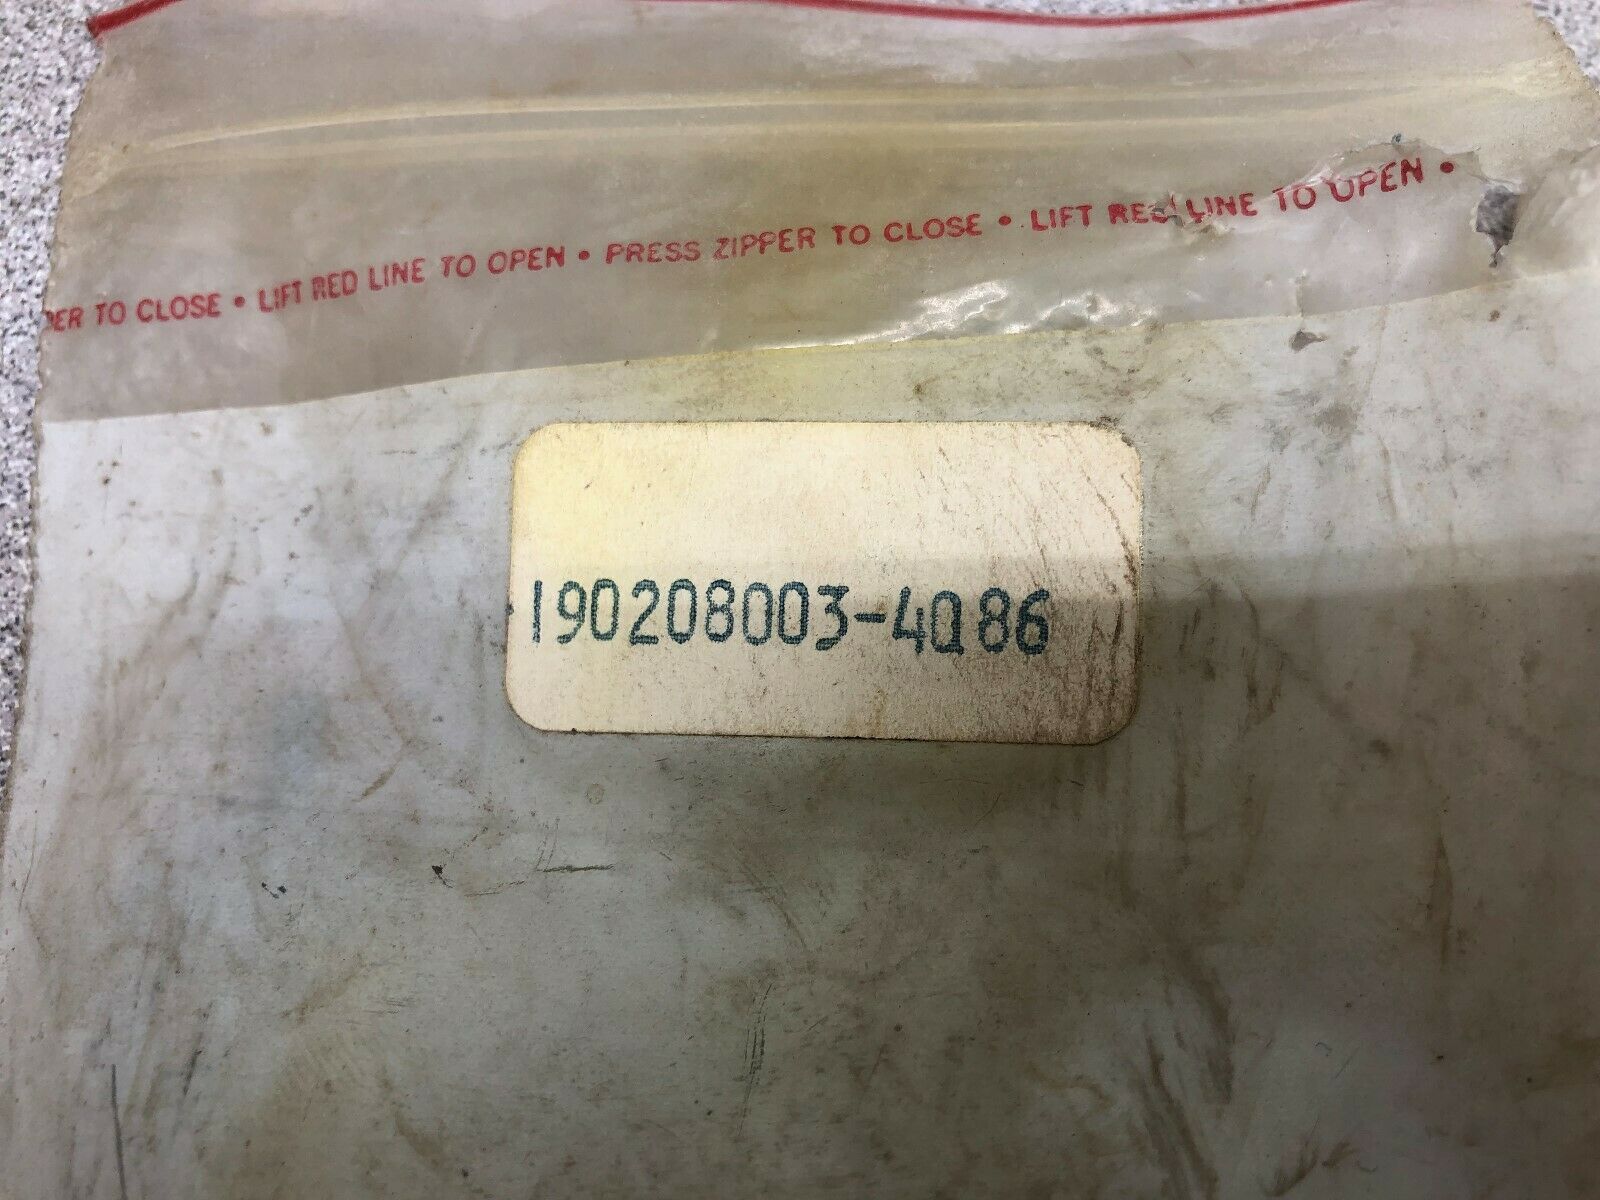 PER TO CLOSE • LIFT RED LINE TO OPEN • PRESS ZIPPER TO CLOSE • LIFT RED LINE TO OPEN •
190208003-4Q86